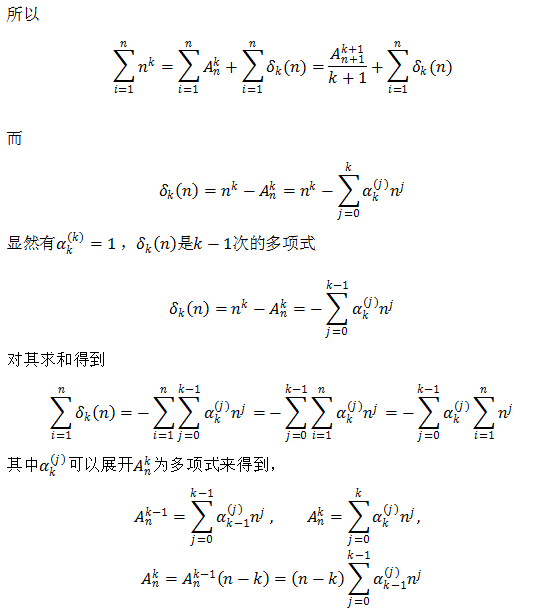 所以
$$\sum_{i=1}^{n} n^k = \sum_{i=1}^{n} A_n^k + \sum_{i=1}^{n} \delta_k(n) = \frac{A_{n+1}^{k+1}}{k+1} + \sum_{i=1}^{n} \delta_k(n)$$
而
$$\delta_k(n) = n^k - A_n^k = n^k - \sum_{j=0}^{k} \alpha_k^{(j)} n^j$$
显然有$\alpha_k^{(k)} = 1$，$\delta_k(n)$是$k-1$次的多项式
$$\delta_k(n) = n^k - A_n^k = -\sum_{j=0}^{k-1} \alpha_k^{(j)} n^j$$
对其求和得到
$$\sum_{i=1}^{n} \delta_k(n) = -\sum_{i=1}^{n} \sum_{j=0}^{k-1} \alpha_k^{(j)} n^j = -\sum_{j=0}^{k-1} \sum_{i=1}^{n} \alpha_k^{(j)} n^j = -\sum_{j=0}^{k-1} \alpha_k^{(j)} \sum_{i=1}^{n} n^j$$
其中$\alpha_k^{(j)}$可以展开$A_n^k$为多项式来得到，
$$A_n^{k-1} = \sum_{j=0}^{k-1} \alpha_{k-1}^{(j)} n^j , \quad A_n^k = \sum_{j=0}^{k} \alpha_k^{(j)} n^j ,$$
$$A_n^k = A_n^{k-1}(n-k) = (n-k) \sum_{j=0}^{k-1} \alpha_{k-1}^{(j)} n^j$$